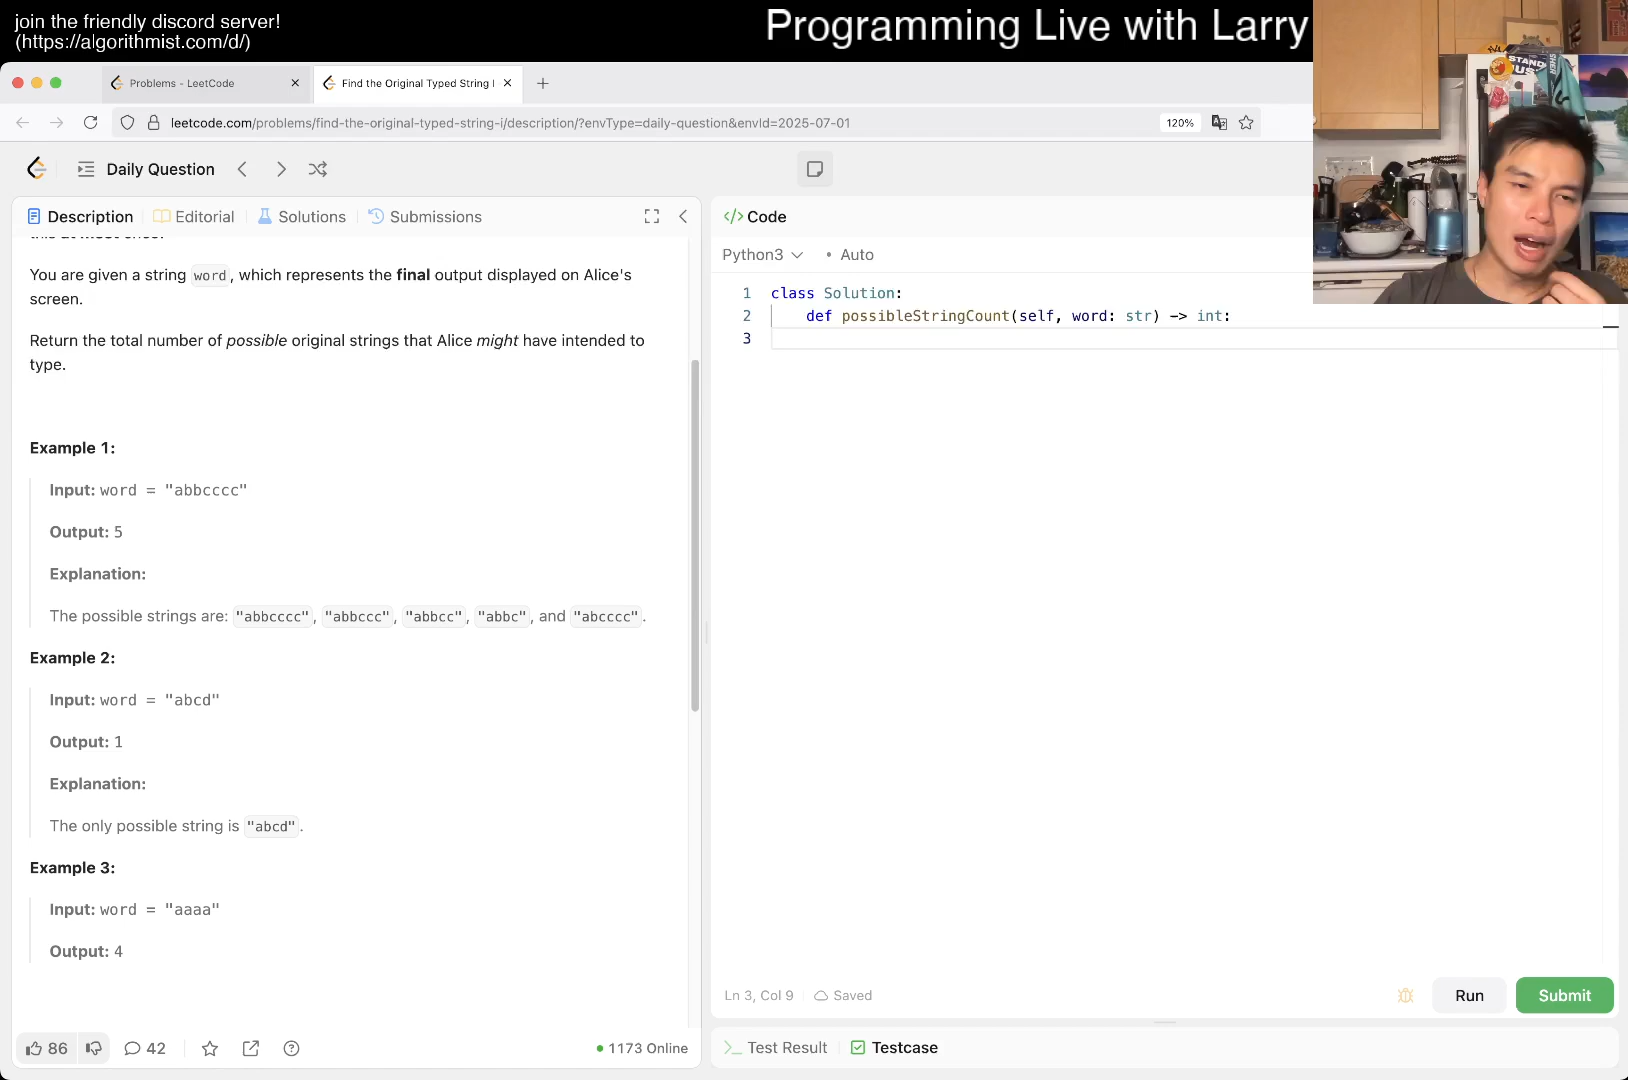 join the friendly discord server!
(https://algorithmist.com/d/)
Programming Live with Larry
Problems - LeetCode
Find the Original Typed String I
leetcode.com/problems/find-the-original-typed-string-i/description/?envType=daily-question&envId=2025-07-01
120%
Daily Question
Description
Editorial
Solutions
Submissions
You are given a string word, which represents the final output displayed on Alice's
screen.
Return the total number of possible original strings that Alice might have intended to
type.
Example 1:
Input: word = "abbcccc"
Output: 5
Explanation:
The possible strings are: "abbcccc", "abbccc", "abbcc", "abbc", and "abcccc".
Example 2:
Input: word = "abcd"
Output: 1
Explanation:
The only possible string is "abcd".
Example 3:
Input: word = "aaaa"
Output: 4
86
42
1173 Online
</> Code
Python3
• Auto
1 class Solution:
2 def possibleStringCount(self, word: str) -> int:
3
Ln 3, Col 9
Saved
Run
Submit
Test Result
Testcase
STAND